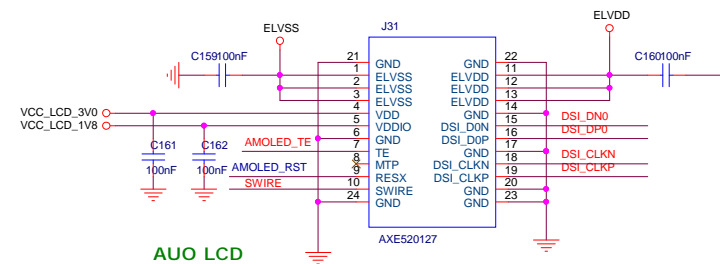 ELVSS
ELVDD
J31
C159100nF
C160100nF
21 GND GND 22
1 ELVSS ELVDD 11
2 ELVSS ELVDD 12
3 ELVSS ELVDD 13
VCC_LCD_3V0 4 VDD GND 14
VCC_LCD_1V8 5 VDDIO DSI_D0N 15 DSI_DN0
6 GND DSI_D0P 16 DSI_DP0
C161 C162 AMOLED_TE 7 TE GND 17
8 MTP DSI_CLKN 18 DSI_CLKN
100nF 100nF AMOLED_RST 9 RESX DSI_CLKP 19 DSI_CLKP
SWIRE 10 SWIRE GND 20
24 GND GND 23
AXE520127
AUO LCD